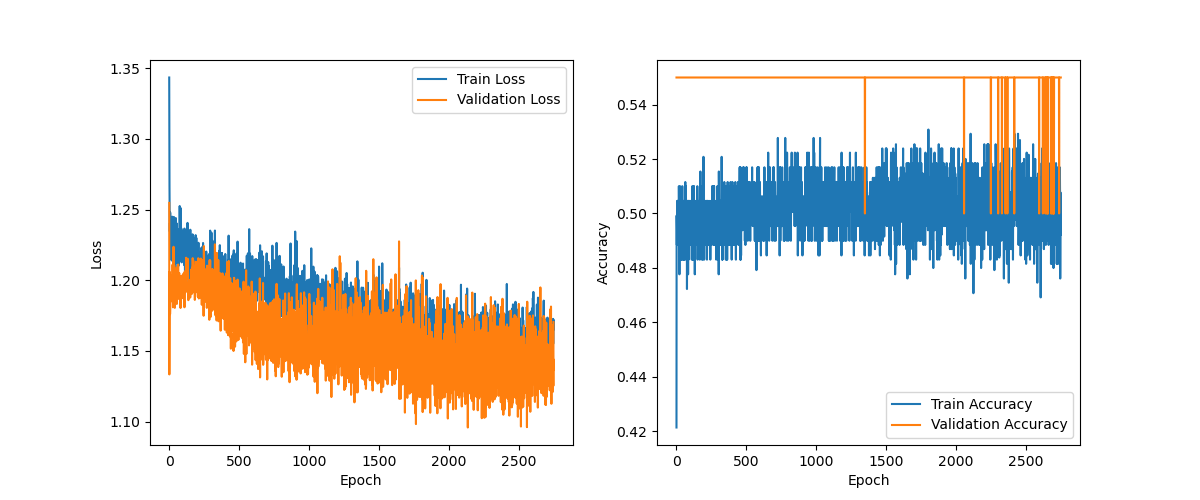 1.35
1.30
1.25
1.20
1.15
1.10
Loss
0 500 1000 1500 2000 2500
Epoch
Train Loss
Validation Loss
0.54
0.52
0.50
0.48
0.46
0.44
0.42
Accuracy
0 500 1000 1500 2000 2500
Epoch
Train Accuracy
Validation Accuracy